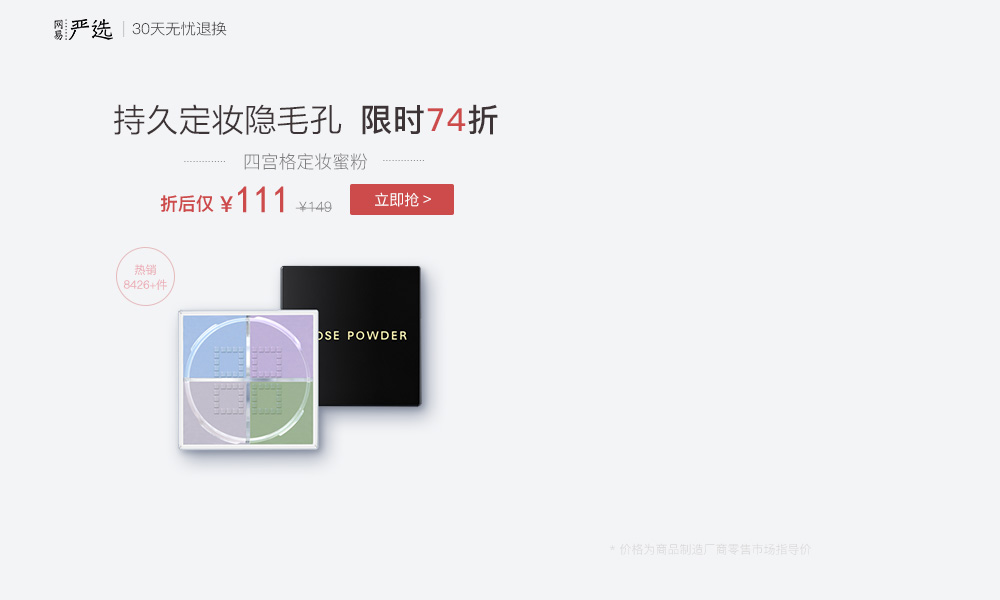 网易严选 30天无忧退换
持久定妆隐毛孔 限时74折
四宫格定妆蜜粉
折后仅 ¥111 ¥149 立即抢 >
热销
8426+件
OSE POWDER
* 价格为商品制造厂商零售市场指导价